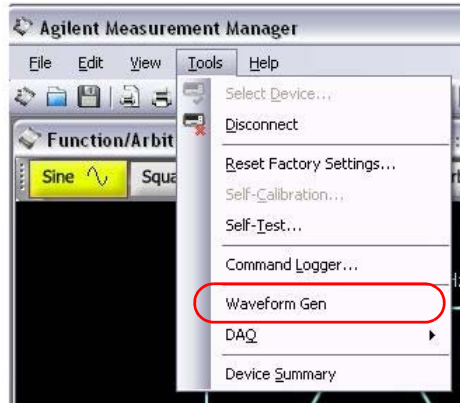 Agilent Measurement Manager
File Edit View Tools Help
Select Device...
Disconnect
Function/Arbit
Reset Factory Settings...
Sine Squa
Self-Calibration...
Self-Test...
Command Logger...
Waveform Gen
DAQ
Device Summary